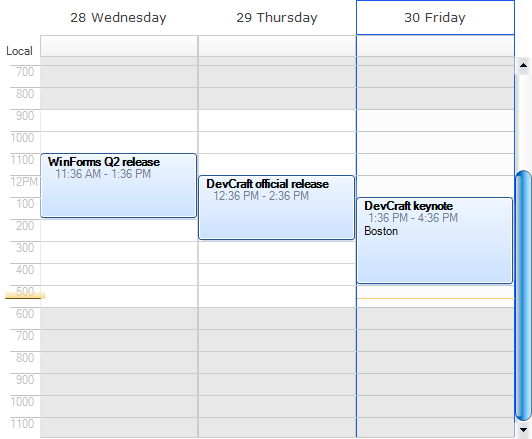 28 Wednesday
29 Thursday
30 Friday
Local
700
800
900
1000
1100
WinForms Q2 release
11:36 AM - 1:36 PM
12PM
DevCraft official release
12:36 PM - 2:36 PM
100
DevCraft keynote
1:36 PM - 4:36 PM
Boston
200
300
400
500
600
700
800
900
1000
1100